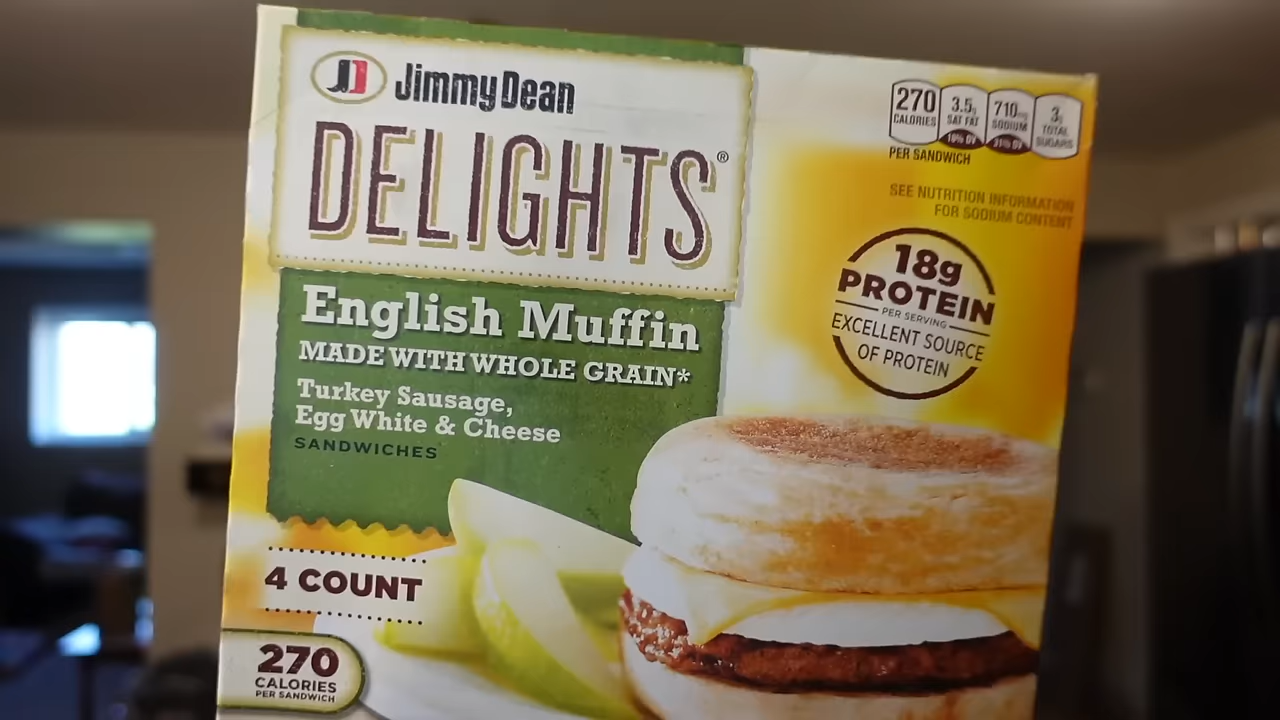 JD JimmyDean
DELIGHTS®
English Muffin
MADE WITH WHOLE GRAIN*
Turkey Sausage,
Egg White & Cheese
SANDWICHES
4 COUNT
270
CALORIES
PER SANDWICH
270
CALORIES
3.5g
SAT FAT
18% DV
710mg
SODIUM
31% DV
3g
TOTAL
SUGARS
PER SANDWICH
SEE NUTRITION INFORMATION
FOR SODIUM CONTENT
18g
PROTEIN
PER SERVING
EXCELLENT SOURCE
OF PROTEIN